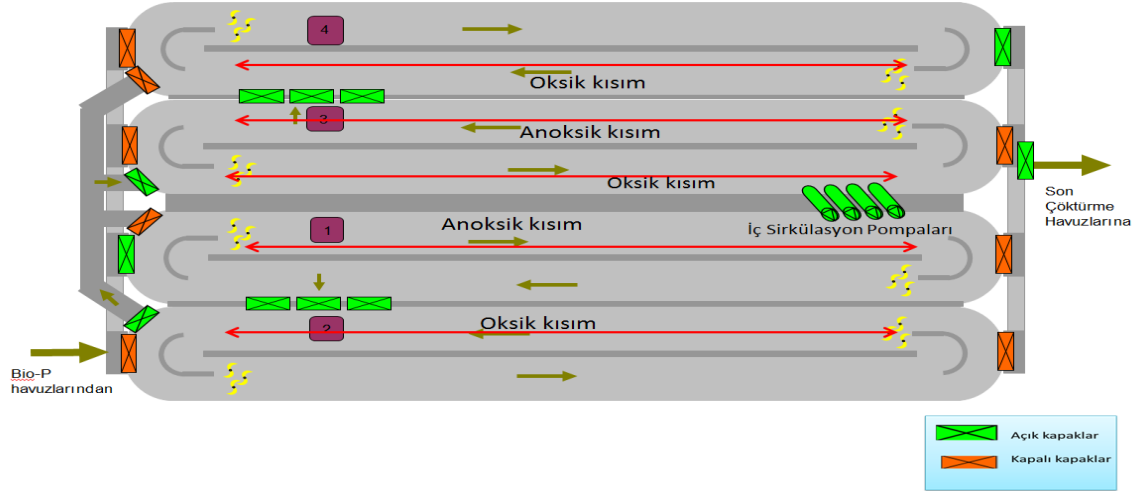 4
Oksik kısım
3
Anoksik kısım
Oksik kısım
Son
Çöktürme
Havuzlarına
1
Anoksik kısım
İç Sirkülasyon Pompaları
Oksik kısım
2
Bio-P
havuzlarından
Açık kapaklar
Kapalı kapaklar